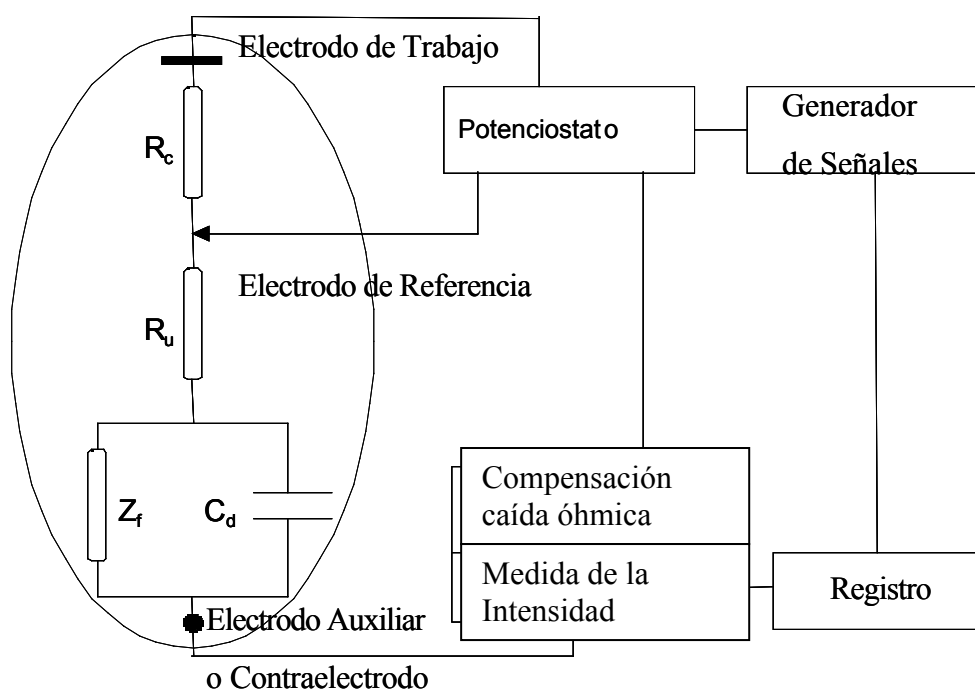 Electrodo de Trabajo
Generador
de Señales
Potenciostato
Rc
Electrodo de Referencia
Ru
Compensación
caída óhmica
Zf
Cd
Medida de la
Intensidad
Registro
Electrodo Auxiliar
o Contraelectrodo